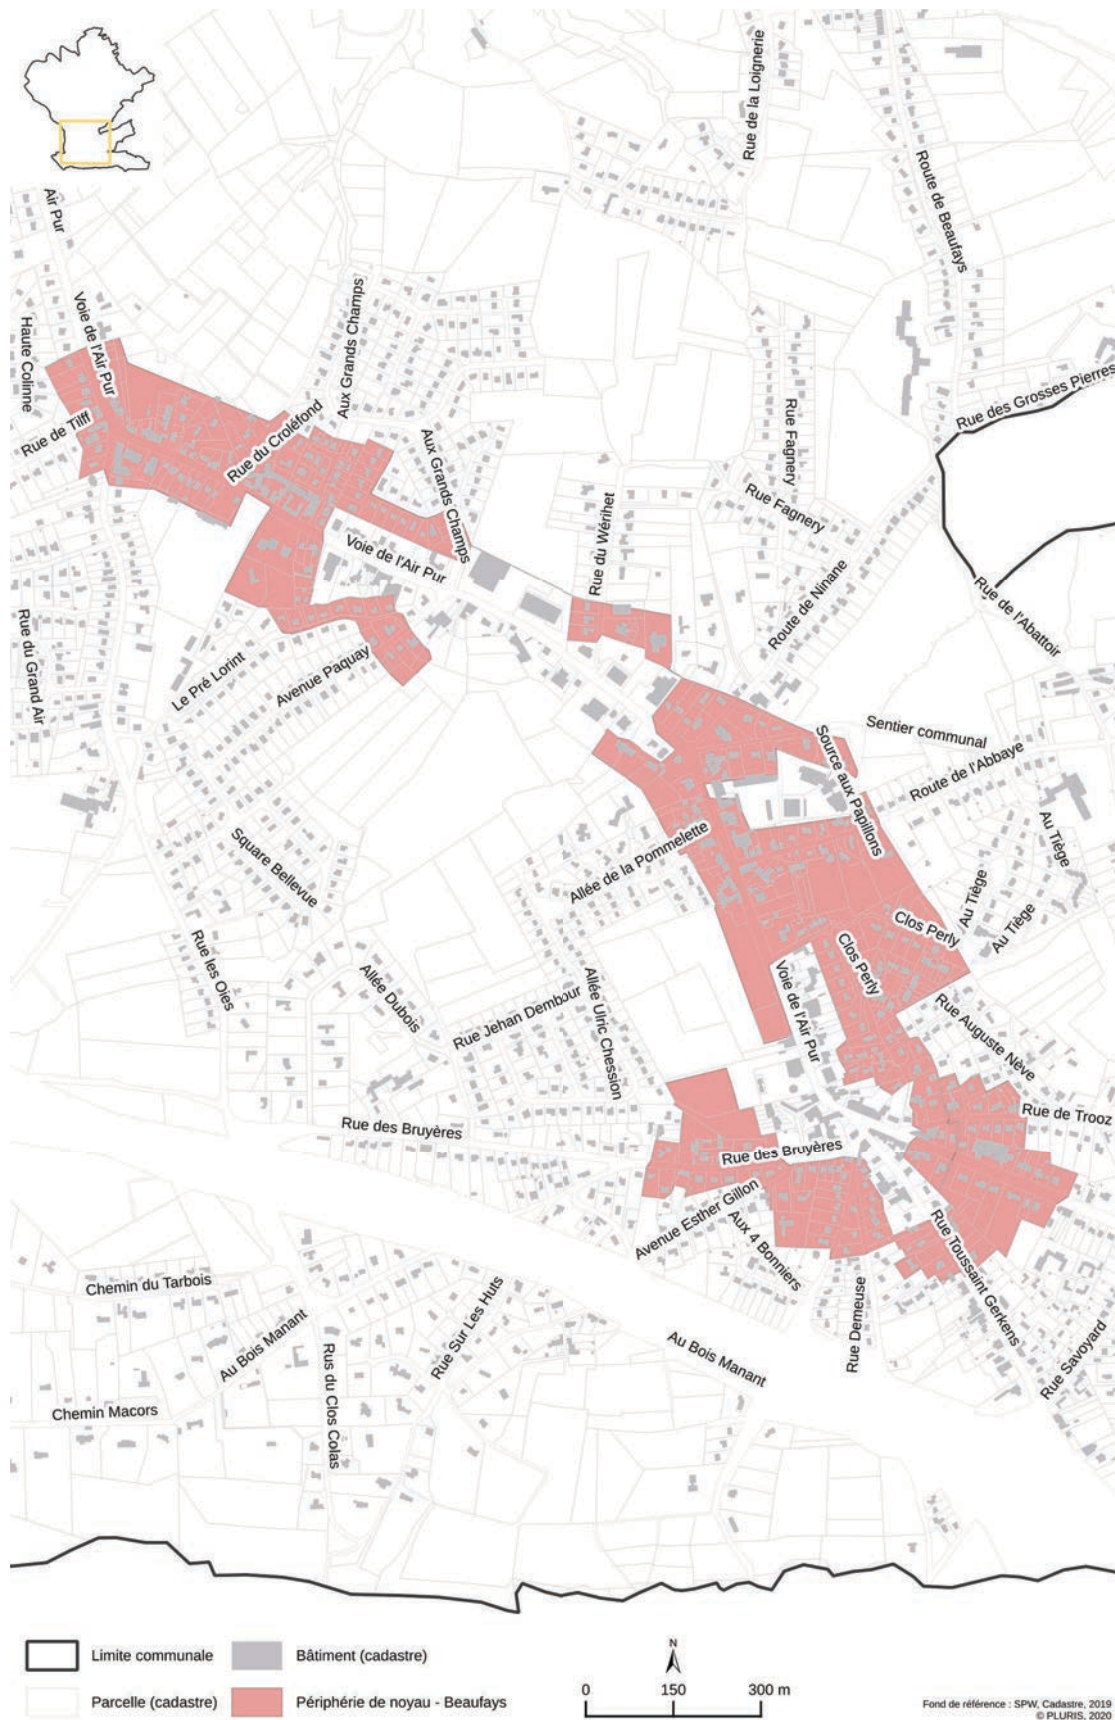 Rue de la Loignerie
Route de Beaufays
Air Pur
Voie de l'Air Pur
Haute Colinne
Rue de Tilff
Aux Grands Champs
Rue du Croléfond
Aux Grands Champs
Rue des Grosses Pierres
Rue Fagnery
Rue Fagnery
Rue du Wérihet
Voie de l'Air Pur
Route de Ninane
Rue de l'Abattoir
Rue du Grand Air
Le Pré Lorint
Avenue Paquay
Sentier communal
Source aux Papillons
Route de l'Abbaye
Au Tiège
Au Tiège
Au Tiège
Square Bellevue
Allée de la Pommelette
Clos Perly
Clos Perly
Rue les Oies
Allée Dubois
Voie de l'Air Pur
Rue Jehan Dembour
Allée Ulric Chession
Rue Auguste Nève
Rue de Trooz
Rue des Bruyères
Rue des Bruyères
Avenue Esther Gillon
Aux 4 Bonniers
Rue Toussaint Gerkens
Chemin du Tarbois
Au Bois Manant
Rue Sur Les Huts
Rue Demeuse
Au Bois Manant
Rue Savoyard
Rus du Clos Colas
Chemin Macors
Limite communale
Bâtiment (cadastre)
Parcelle (cadastre)
Périphérie de noyau - Beaufays
N
0 150 300 m
Fond de référence : SPW, Cadastre, 2019
© PLURIS, 2020